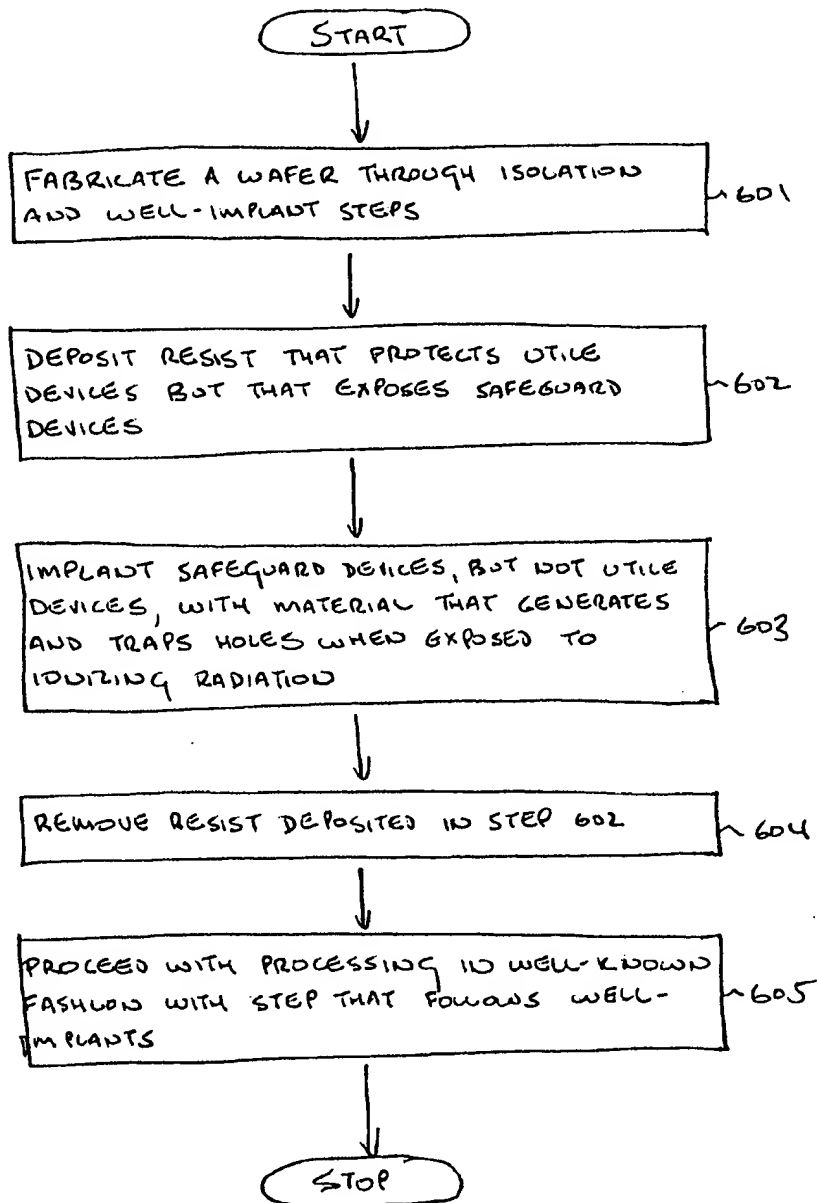 START
FABRICATE A WAFER THROUGH ISOLATION
AND WELL-IMPLANT STEPS
601
DEPOSIT RESIST THAT PROTECTS UTILE
DEVICES BUT THAT EXPOSES SAFEGUARD
DEVICES
602
IMPLANT SAFEGUARD DEVICES, BUT NOT UTILE
DEVICES, WITH MATERIAL THAT GENERATES
AND TRAPS HOLES WHEN EXPOSED TO
IONIZING RADIATION
603
REMOVE RESIST DEPOSITED IN STEP 602
604
PROCEED WITH PROCESSING IN WELL-KNOWN
FASHION WITH STEP THAT FOLLOWS WELL-
IMPLANTS
605
STOP